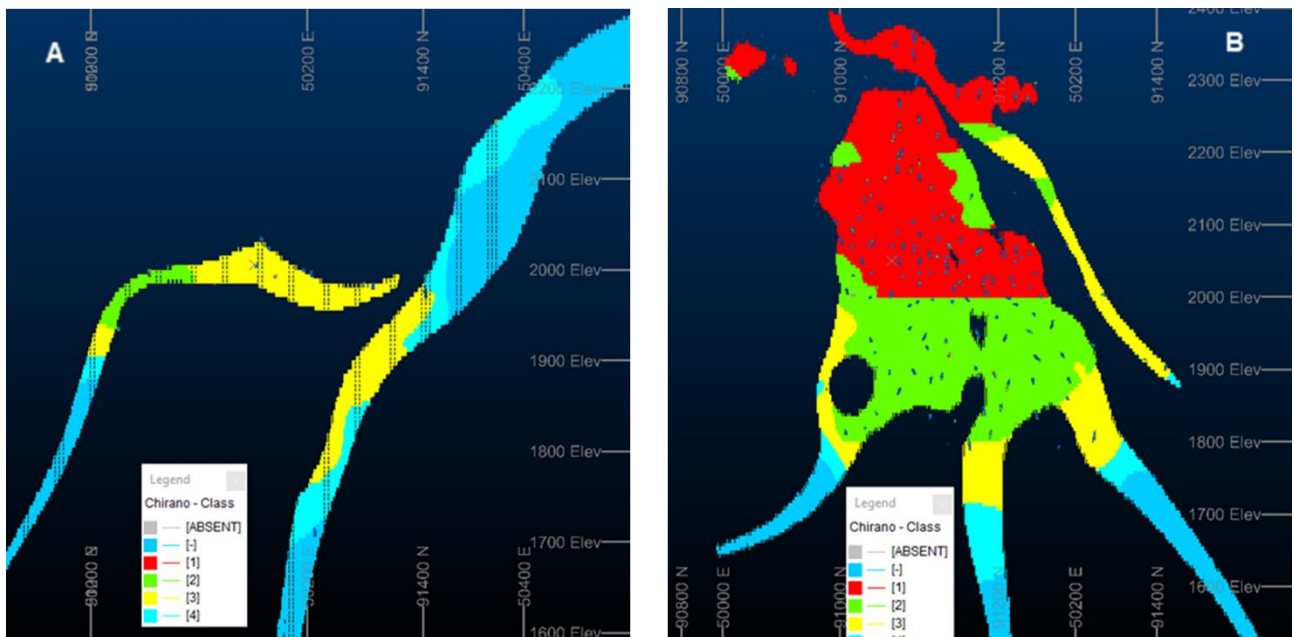 A
50200 E
91400 N
50400 E
2200 Elev
2100 Elev
2000 Elev
1900 Elev
1800 Elev
1700 Elev
1600 Elev
Legend
Chirano - Class
[ABSENT]
[-]
[1]
[2]
[3]
[4]
50200 E
91400 N
50400 E
B
90800 N
50000 E
91000 N
91200 N
50200 E
91400 N
2400 Elev
2300 Elev
2200 Elev
2100 Elev
2000 Elev
1900 Elev
1800 Elev
1700 Elev
1600 Elev
Legend
Chirano - Class
[ABSENT]
[-]
[1]
[2]
[3]
90800 N
50000 E
91000 N
91200 N
50200 E
91400 N